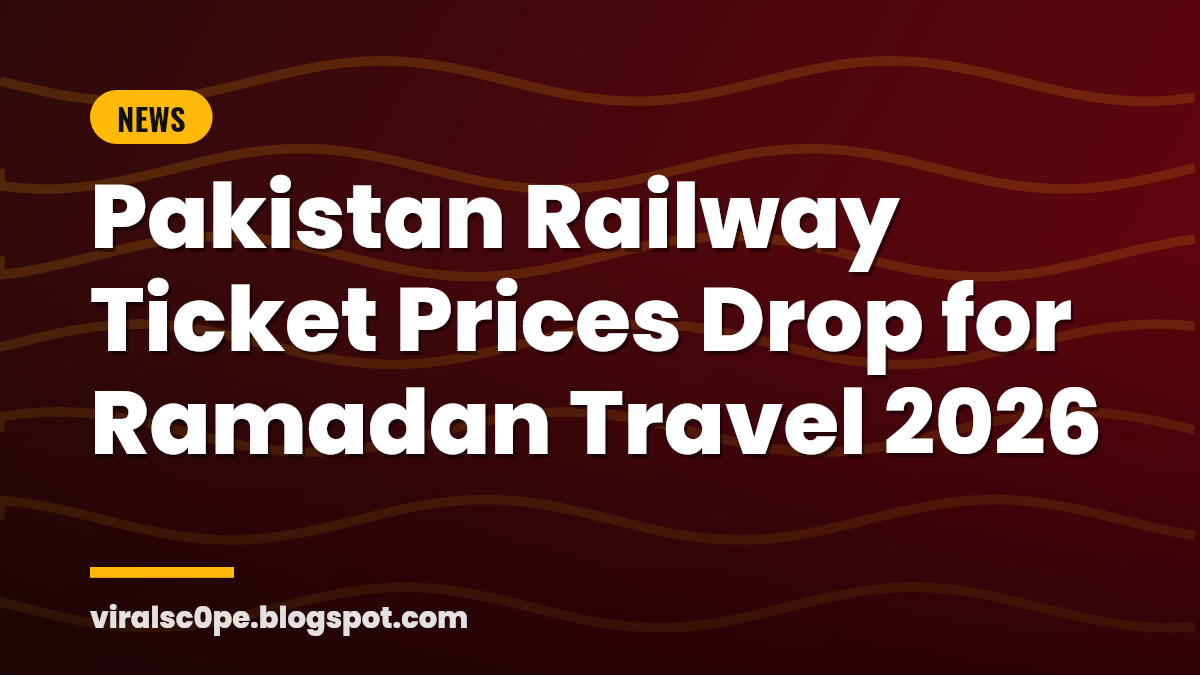 NEWS
Pakistan Railway
Ticket Prices Drop for
Ramadan Travel 2026
viralsc0pe.blogspot.com